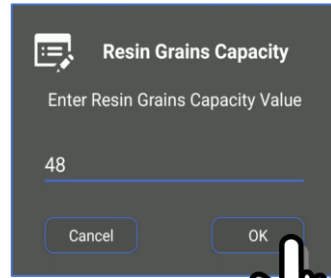 Resin Grains Capacity
Enter Resin Grains Capacity Value
48
Cancel
OK